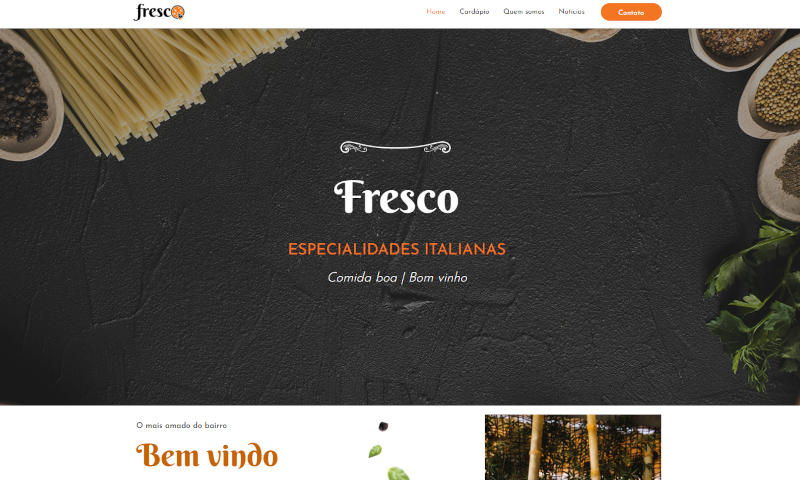 fresco
Home Cardápio Quem somos Notícias Contato
Fresco
ESPECIALIDADES ITALIANAS
Comida boa | Bom vinho
O mais amado do bairro
Bem vindo